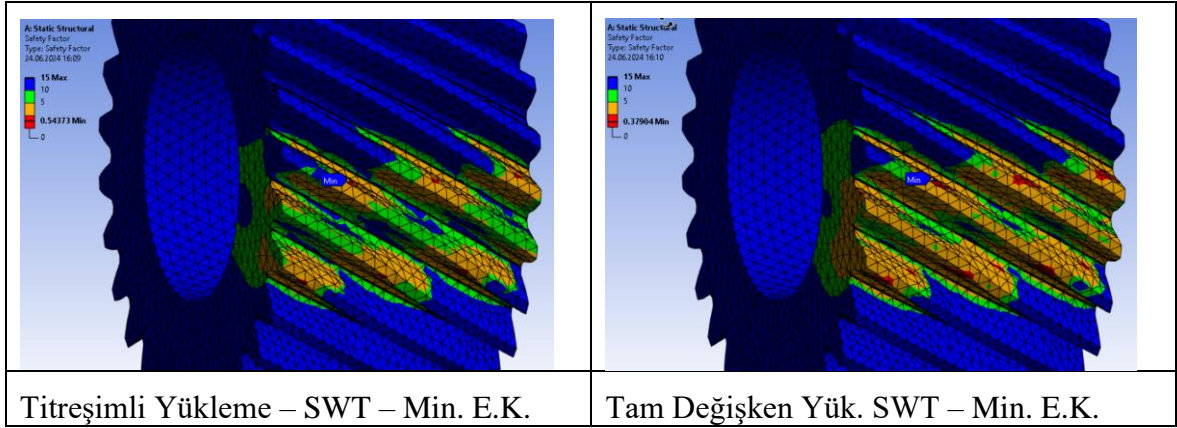 A: Static Structural
Safety Factor
Type: Safety Factor
24.06.2024 16:09
15 Max
10
5
0.54373 Min
0
Min
A: Static Structural
Safety Factor
Type: Safety Factor
24.06.2024 16:10
15 Max
10
5
0.37904 Min
0
Min
Titreşimli Yükleme – SWT – Min. E.K.
Tam Değişken Yük. SWT – Min. E.K.